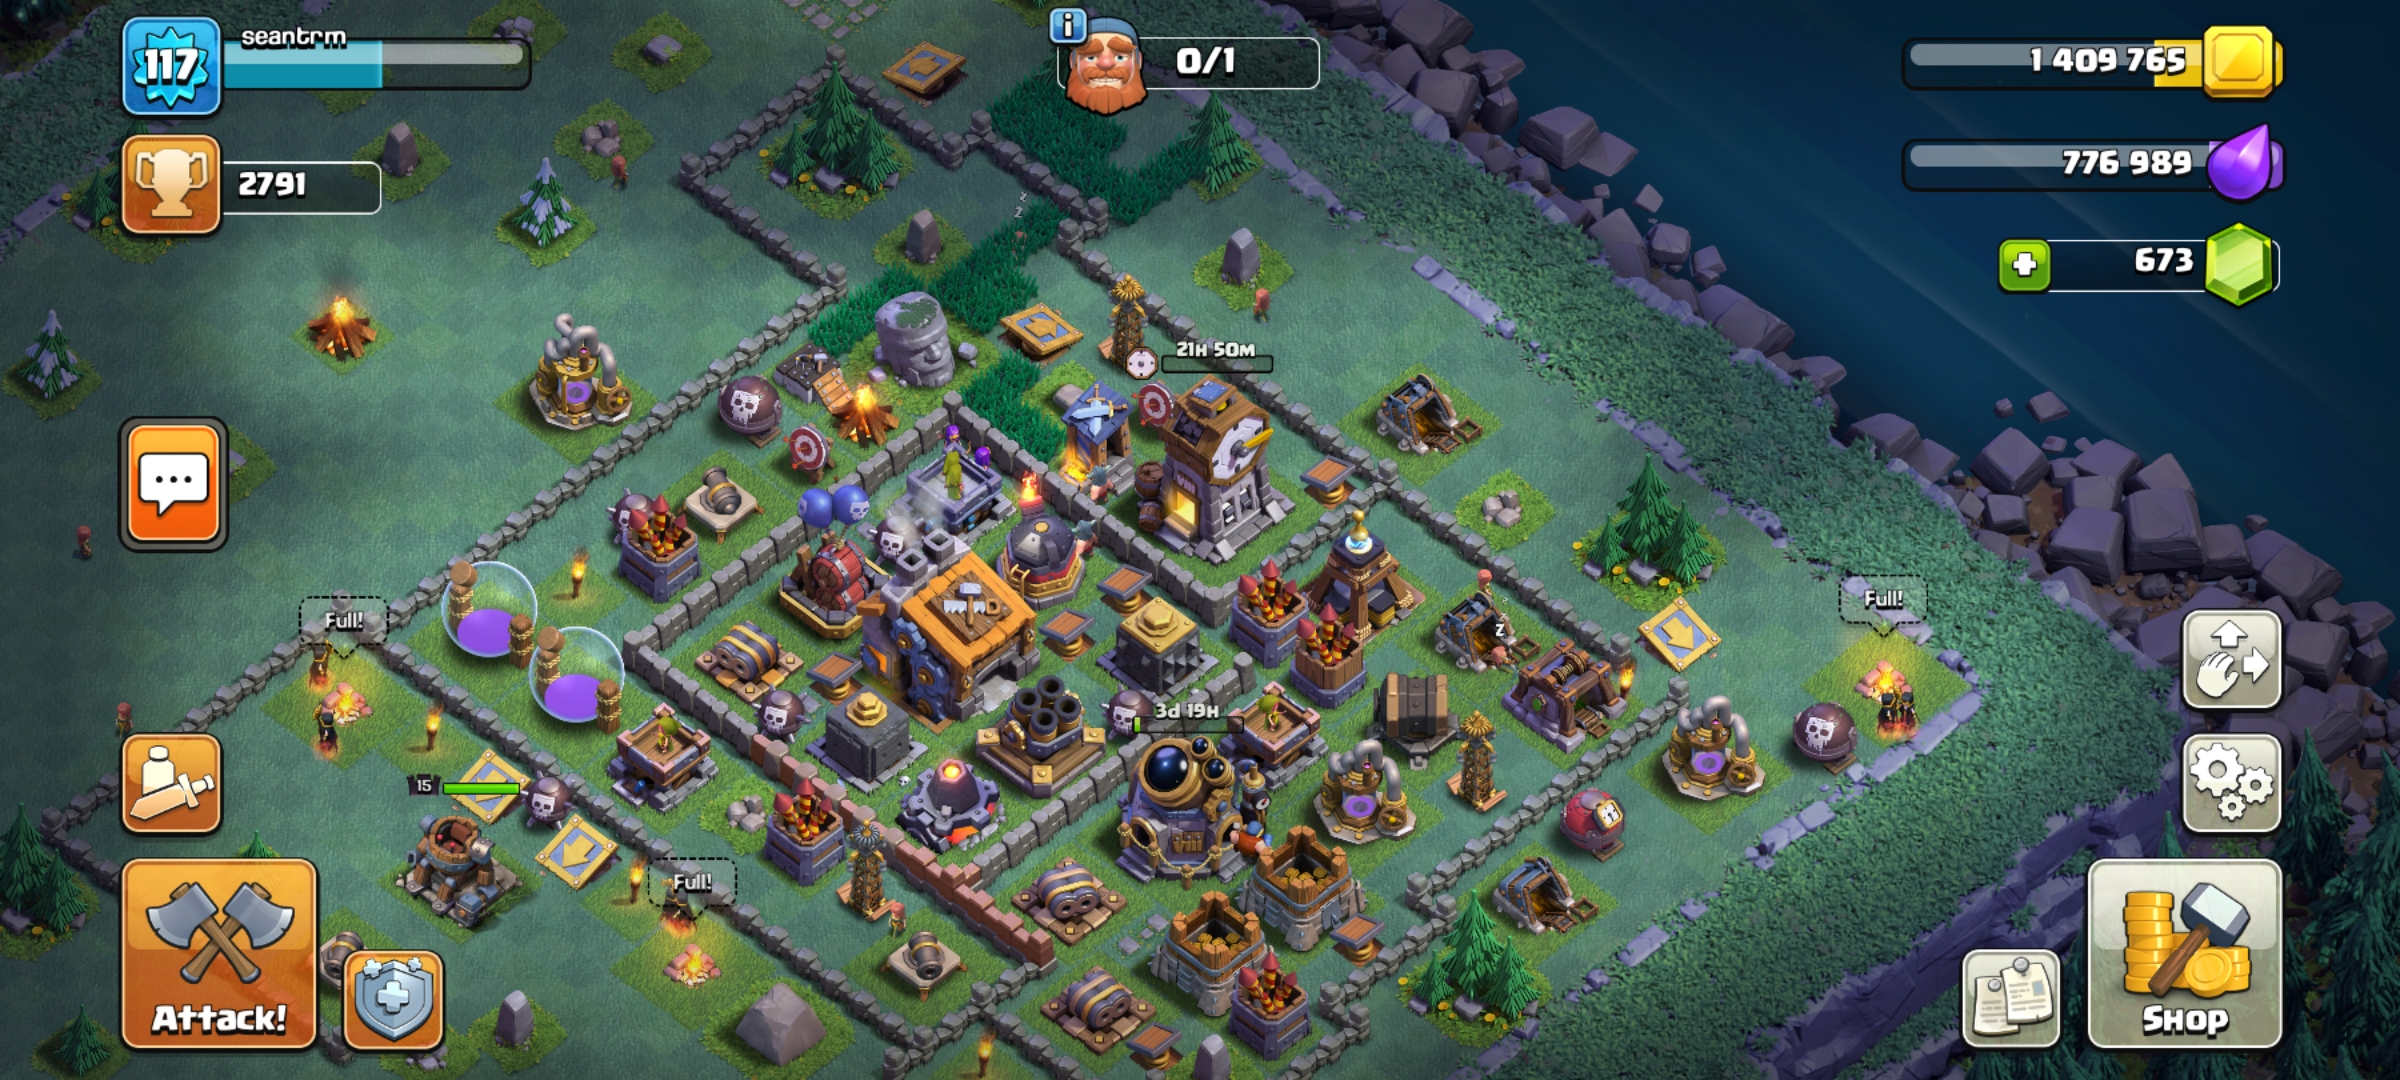 117
seantrm
0/1
1 409 765
2791
776 989
673
21H 50M
Full!
Full!
3d 19H
15
Full!
Attack!
Shop